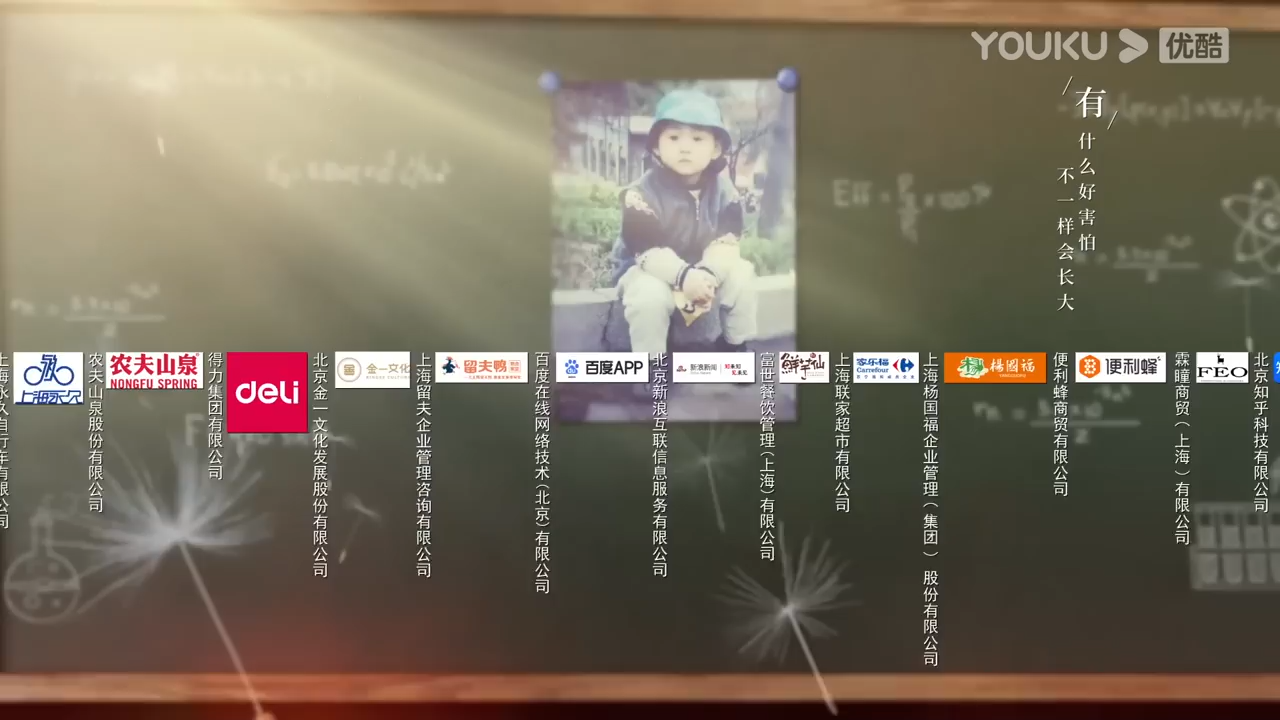 YOUKU 优酷
有
什么好害怕
不一样会长大
上海永久自行车有限公司
上海永久
农夫山泉股份有限公司
农夫山泉
NONGFU SPRING
得力集团有限公司
deli
北京金一文化发展股份有限公司
金一文化
上海留夫企业管理咨询有限公司
留夫鸭
百度在线网络技术（北京）有限公司
百度APP
北京新浪互联信息服务有限公司
新浪新闻
富世餐饮管理（上海）有限公司
鲜芋仙
上海联家超市有限公司
家乐福
Carrefour
上海杨国福企业管理（集团）股份有限公司
楊國福
便利蜂商贸有限公司
便利蜂
霖瞳商贸（上海）有限公司
FEO
北京知乎科技有限公司